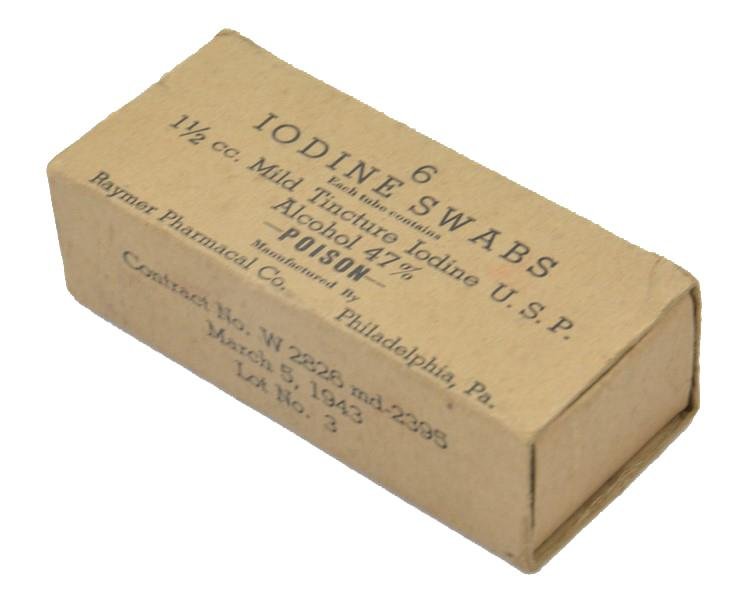 6
IODINE SWABS
Each tube contains
1½ cc. Mild Tincture Iodine U.S.P.
Alcohol 47%
—POISON—
Manufactured By
Raymer Pharmacal Co. Philadelphia, Pa.
Contract No. W 2826 md-2395
March 5, 1943
Lot No. 3